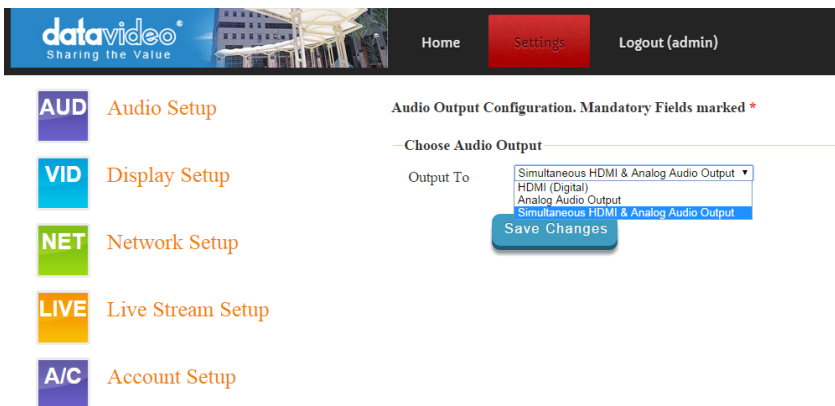 datavideo®
Sharing the Value
Home
Settings
Logout (admin)
AUD
Audio Setup
VID
Display Setup
NET
Network Setup
LIVE
Live Stream Setup
A/C
Account Setup
Audio Output Configuration. Mandatory Fields marked *
Choose Audio Output
Output To
Simultaneous HDMI & Analog Audio Output ▼
HDMI (Digital)
Analog Audio Output
Simultaneous HDMI & Analog Audio Output
Save Changes